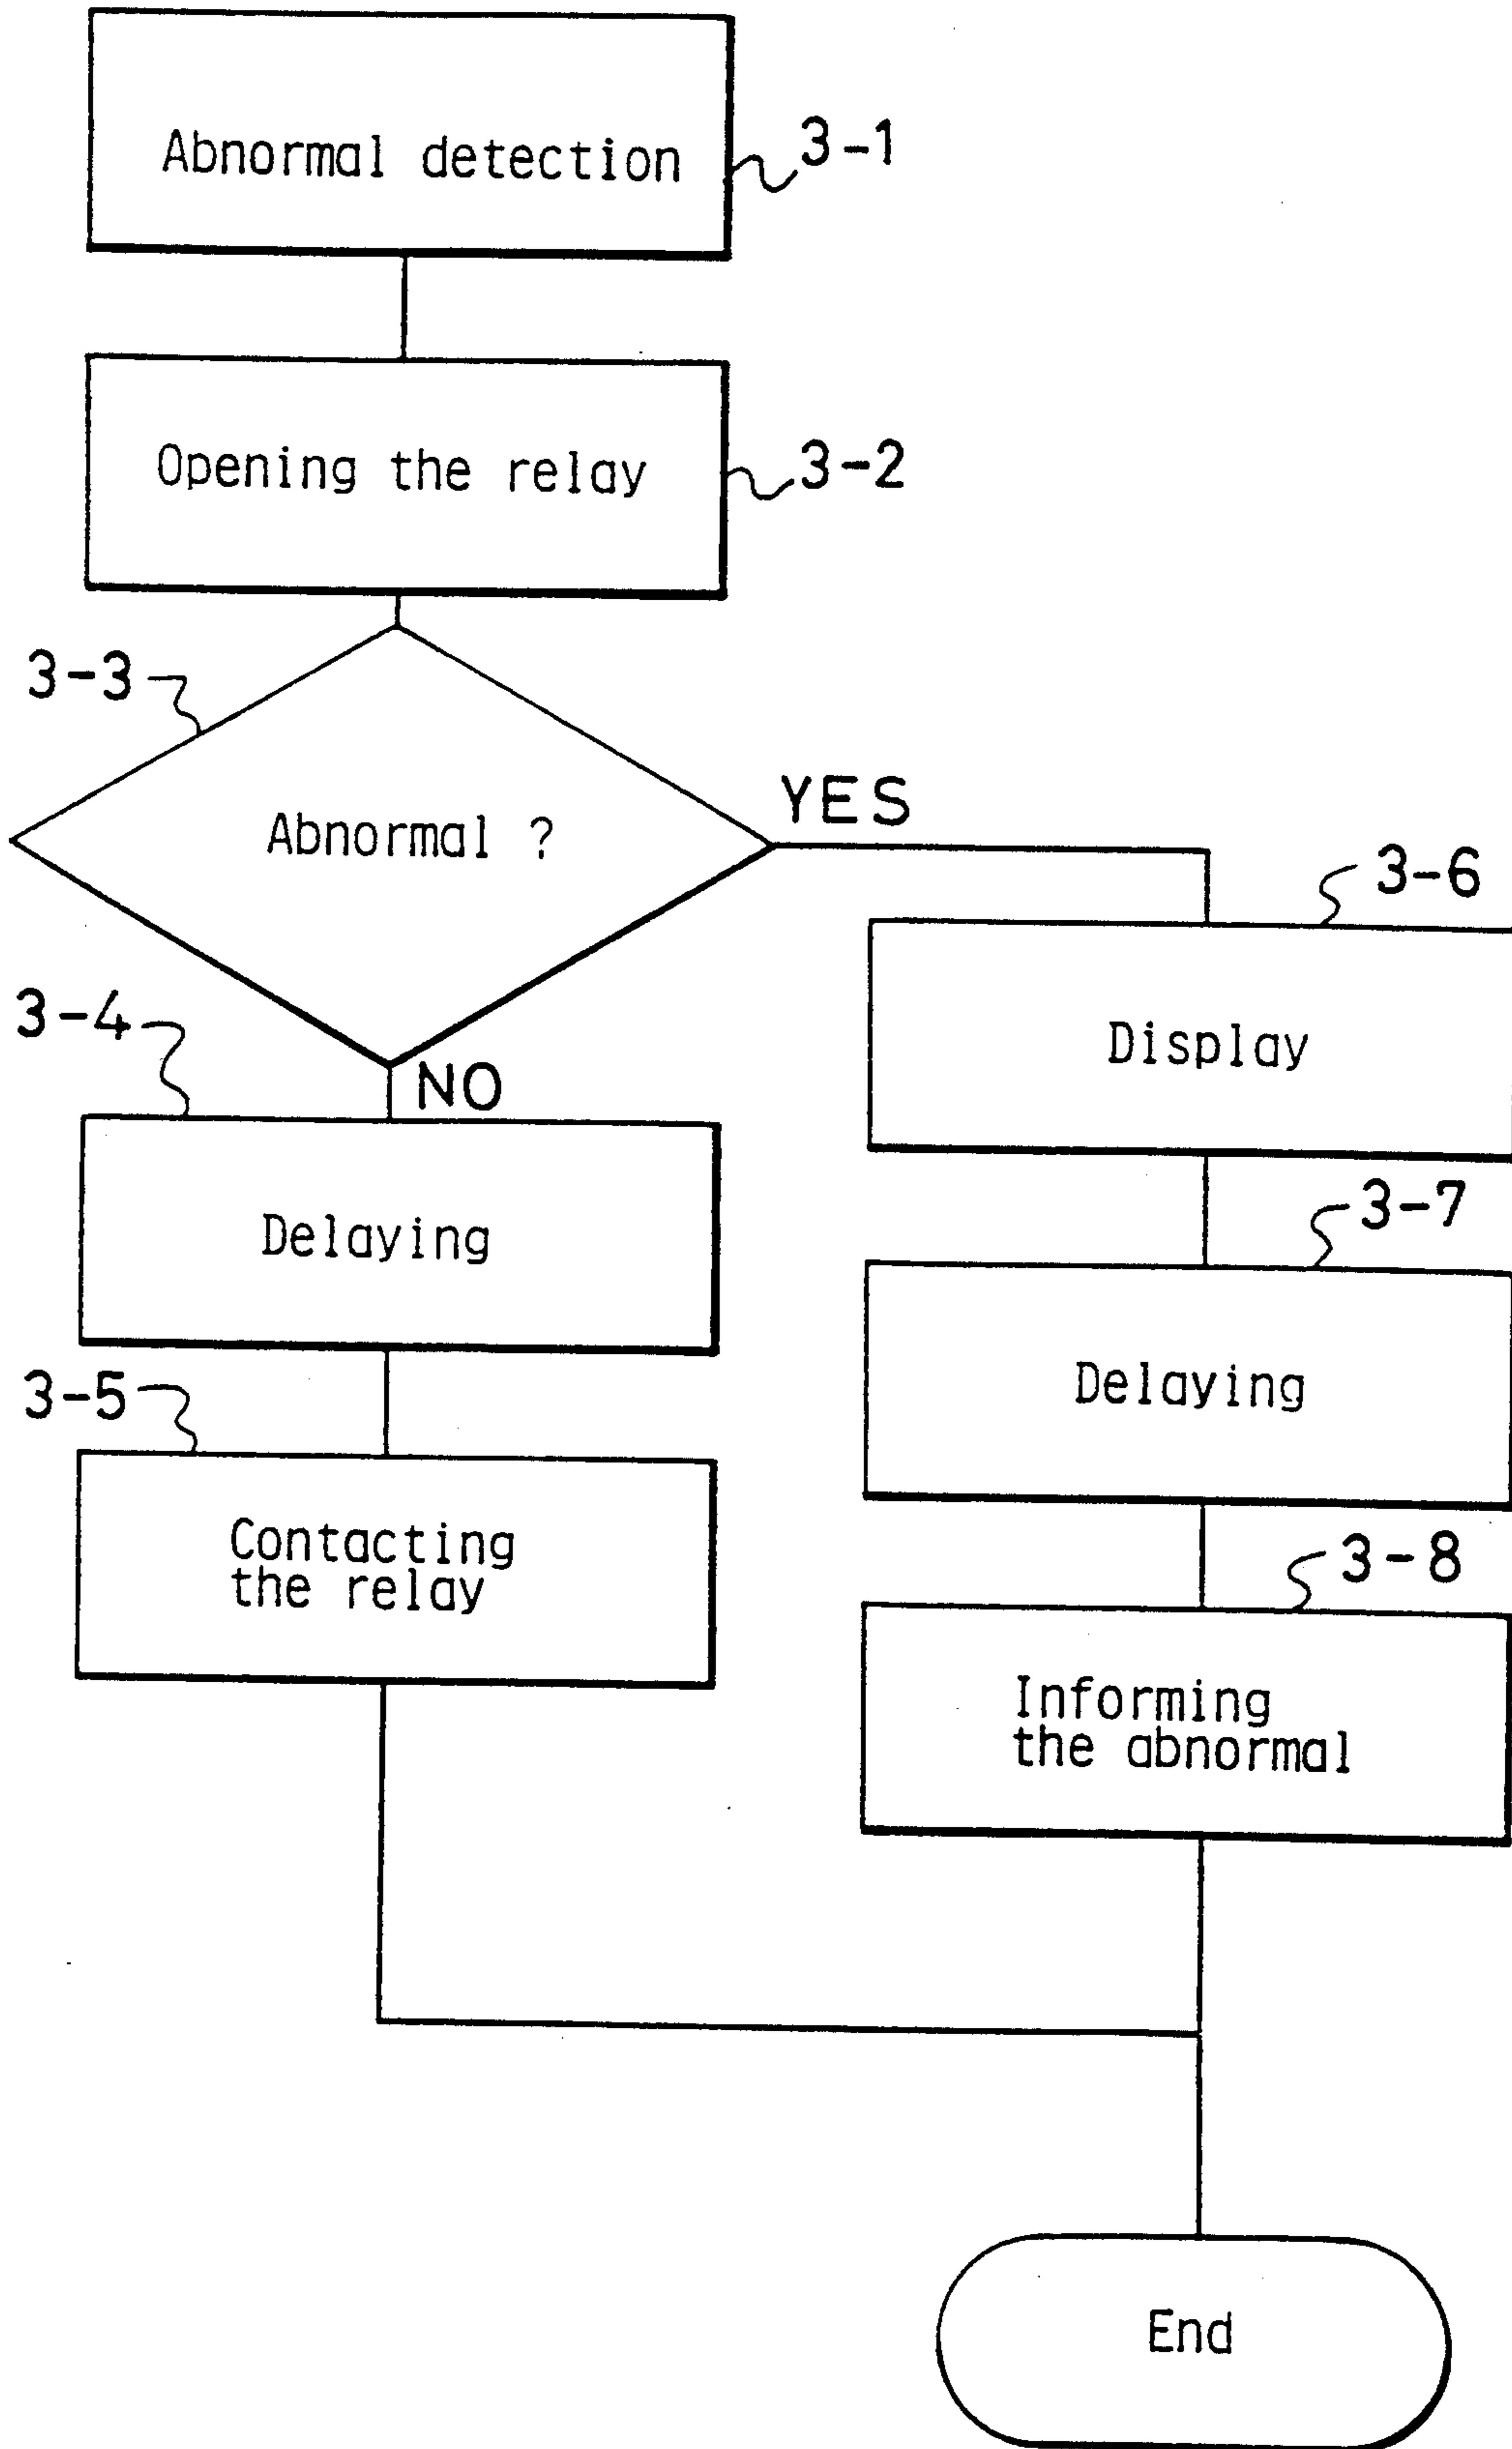 Abnormal detection
3-1
Opening the relay
3-2
3-3
Abnormal ?
YES
3-6
Display
3-4
NO
Delaying
3-7
Delaying
3-5
Contacting
the relay
3-8
Informing
the abnormal
End